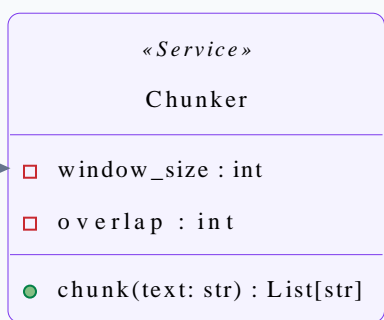 «Service»
Chunker
window_size : int
overlap : int
chunk(text: str) : List[str]